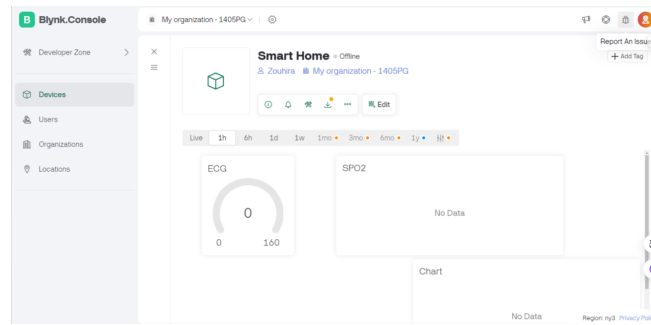 B Blynk.Console
My organization - 1405PG
Report An Issue
Developer Zone
Smart Home Offline
+ Add Tag
Zouhira My organization - 1405PG
Devices
Edit
Users
Live 1h 6h 1d 1w 1mo 3mo 6mo 1y
Organizations
Locations
ECG
SPO2
0
No Data
0 160
Chart
No Data
Region: ny3 Privacy Poli